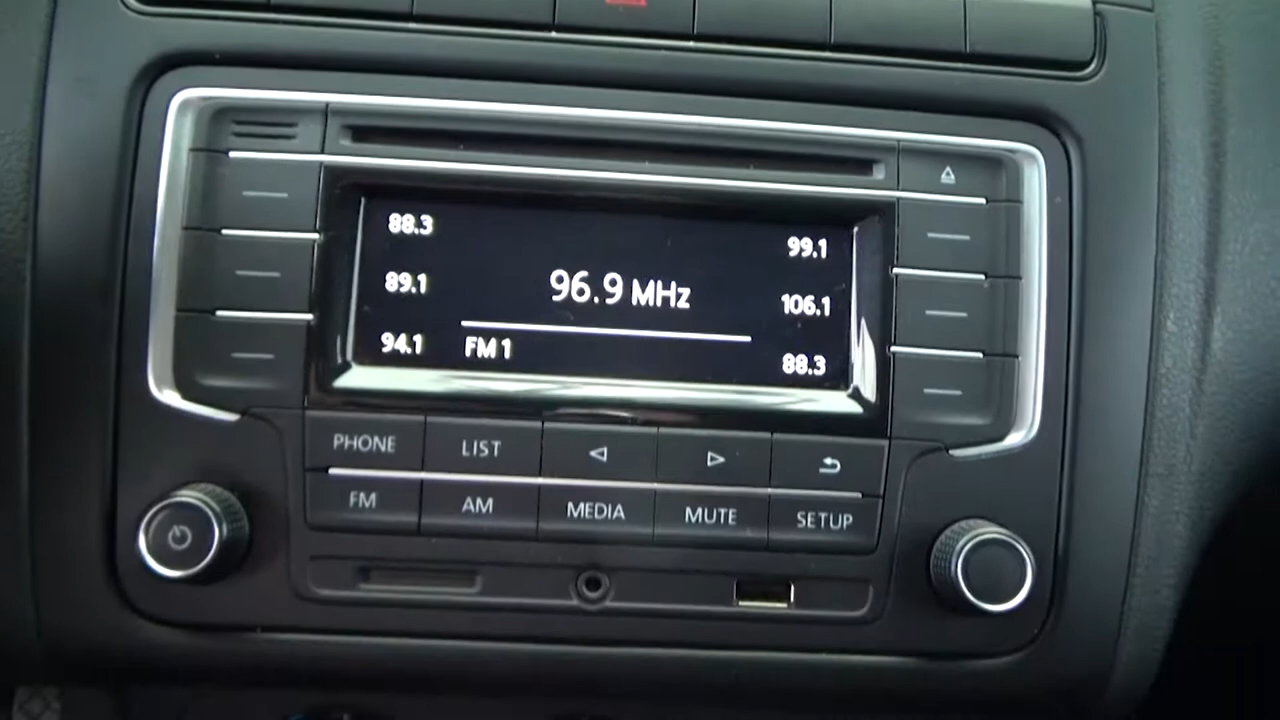 88.3
99.1
89.1
96.9 MHz
106.1
94.1
FM 1
88.3
PHONE
LIST
FM
AM
MEDIA
MUTE
SETUP